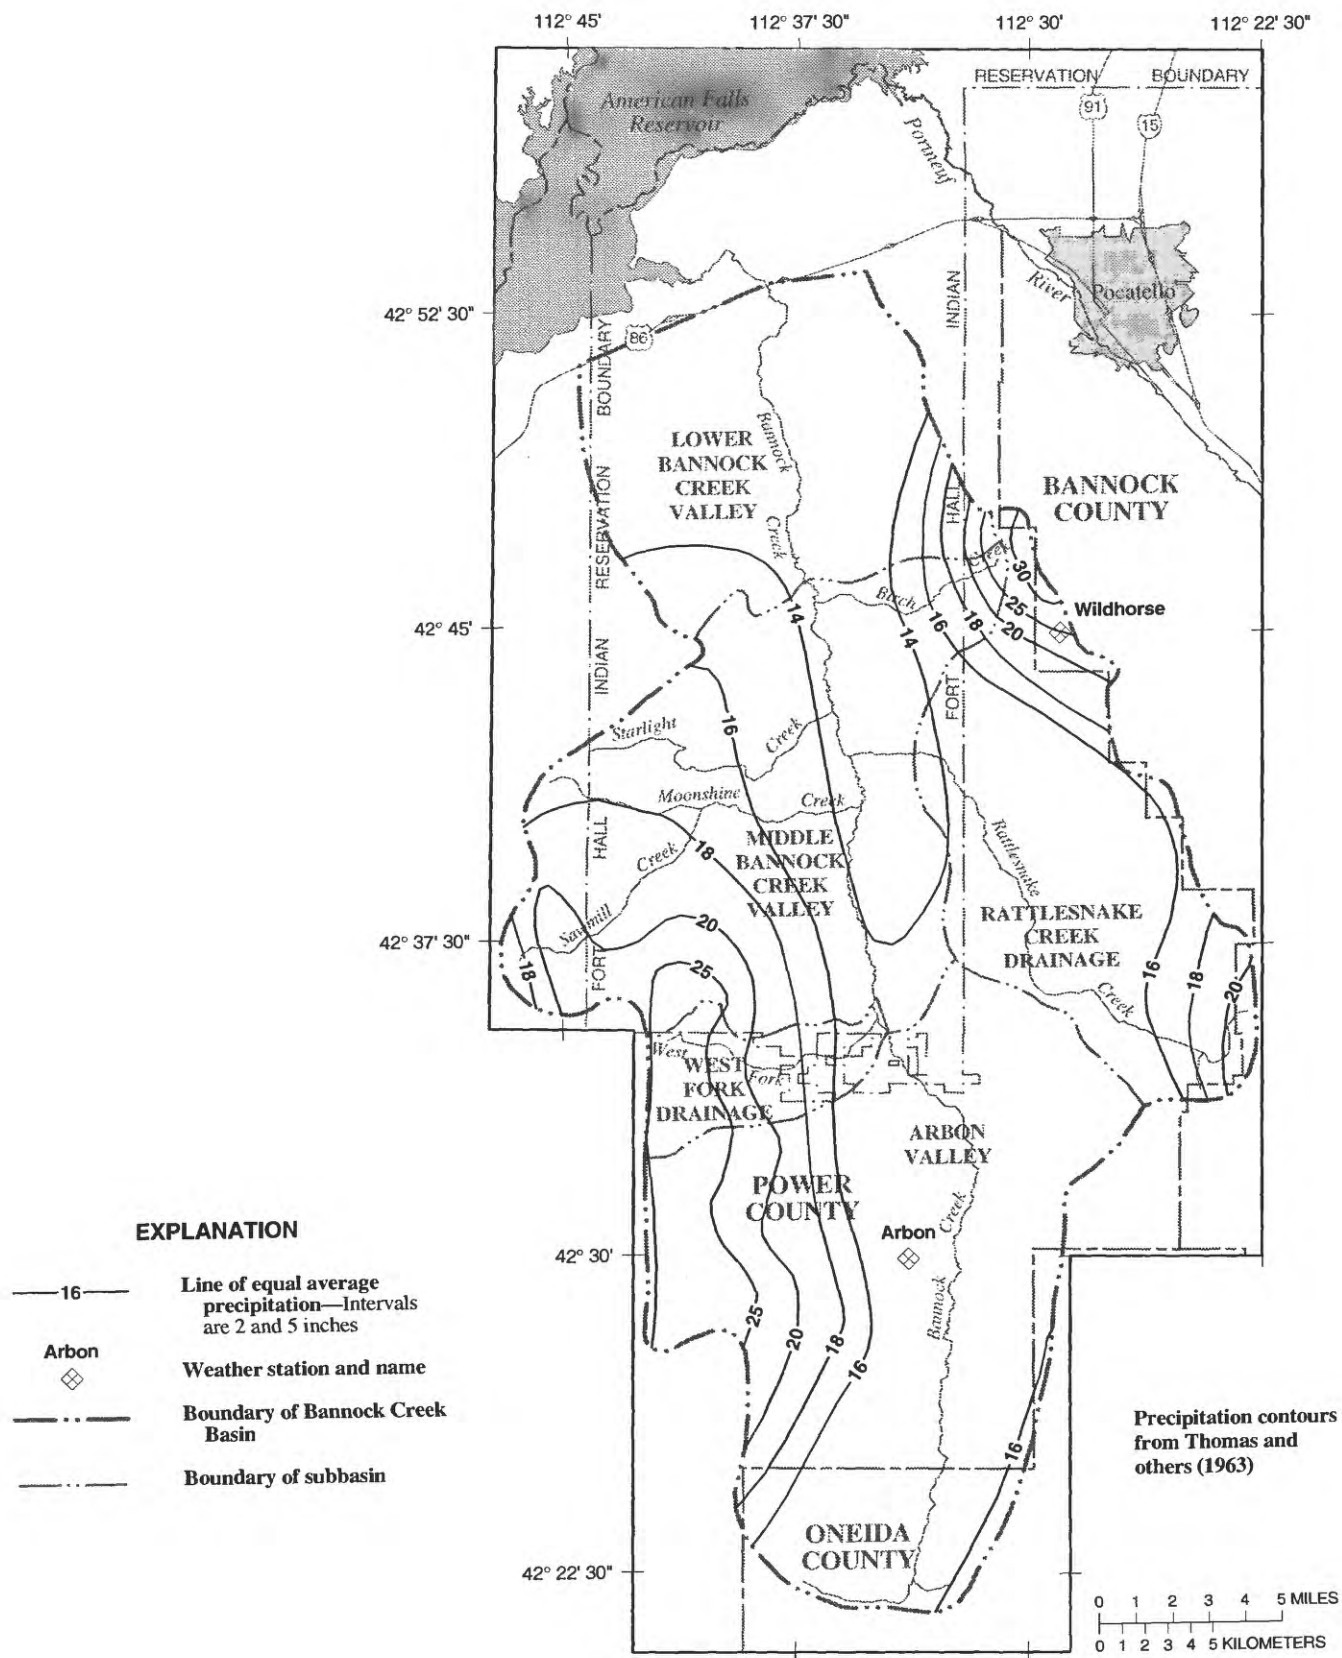 112° 45'
112° 37' 30"
112° 30'
112° 22' 30"
RESERVATION BOUNDARY
American Falls
Reservoir
91
15
Portneuf
River
Pocatello
INDIAN
42° 52' 30"
86
BOUNDARY
LOWER
BANNOCK
CREEK
VALLEY
Bannock
Creek
HALL
BANNOCK
COUNTY
RESERVATION
Creek
Birch
30
25
20
Wildhorse
42° 45'
14
14
16
18
INDIAN
FORT
16
Starlight
Creek
Moonshine
Creek
HALL
18
Creek
Sawmill
MIDDLE
BANNOCK
CREEK
VALLEY
Rattlesnake
RATTLESNAKE
CREEK
DRAINAGE
Creek
42° 37' 30"
20
25
18
FORT
16
18
20
West
Fork
WEST
FORK
DRAINAGE
ARBON
VALLEY
POWER
COUNTY
Creek
Arbon
42° 30'
Bannock
25
20
18
16
16
EXPLANATION
16
Line of equal average
precipitation—Intervals
are 2 and 5 inches
Arbon
Weather station and name
Boundary of Bannock Creek
Basin
Boundary of subbasin
Precipitation contours
from Thomas and
others (1963)
ONEIDA
COUNTY
42° 22' 30"
0 1 2 3 4 5 MILES
0 1 2 3 4 5 KILOMETERS